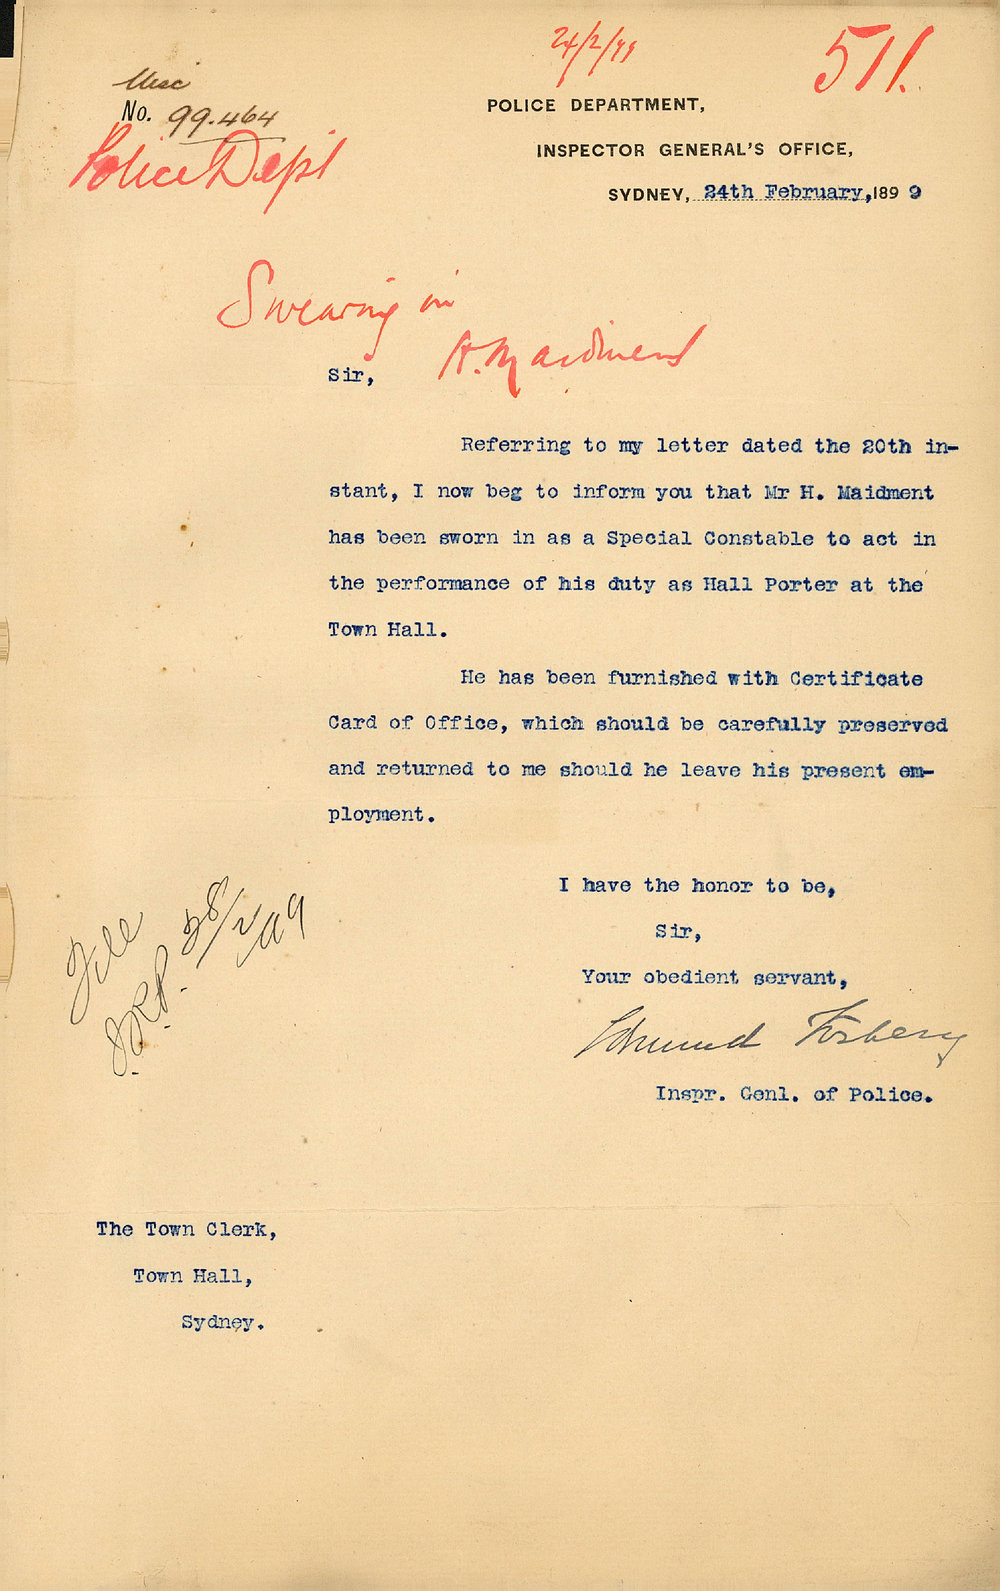 24/2/99
511.
Misc
No. 99.464
Police Dept
POLICE DEPARTMENT,
INSPECTOR GENERAL'S OFFICE,
SYDNEY, 24th February, 1899
Swearing in
H. Maidment
Sir,
Referring to my letter dated the 20th in-
stant, I now beg to inform you that Mr H. Maidment
has been sworn in as a Special Constable to act in
the performance of his duty as Hall Porter at the
Town Hall.
He has been furnished with Certificate
Card of Office, which should be carefully preserved
and returned to me should he leave his present em-
ployment.
I have the honor to be,
Sir,
Your obedient servant,
Edmund Fosbery
Inspr. Genl. of Police.
File
28/2/99
The Town Clerk,
Town Hall,
Sydney.